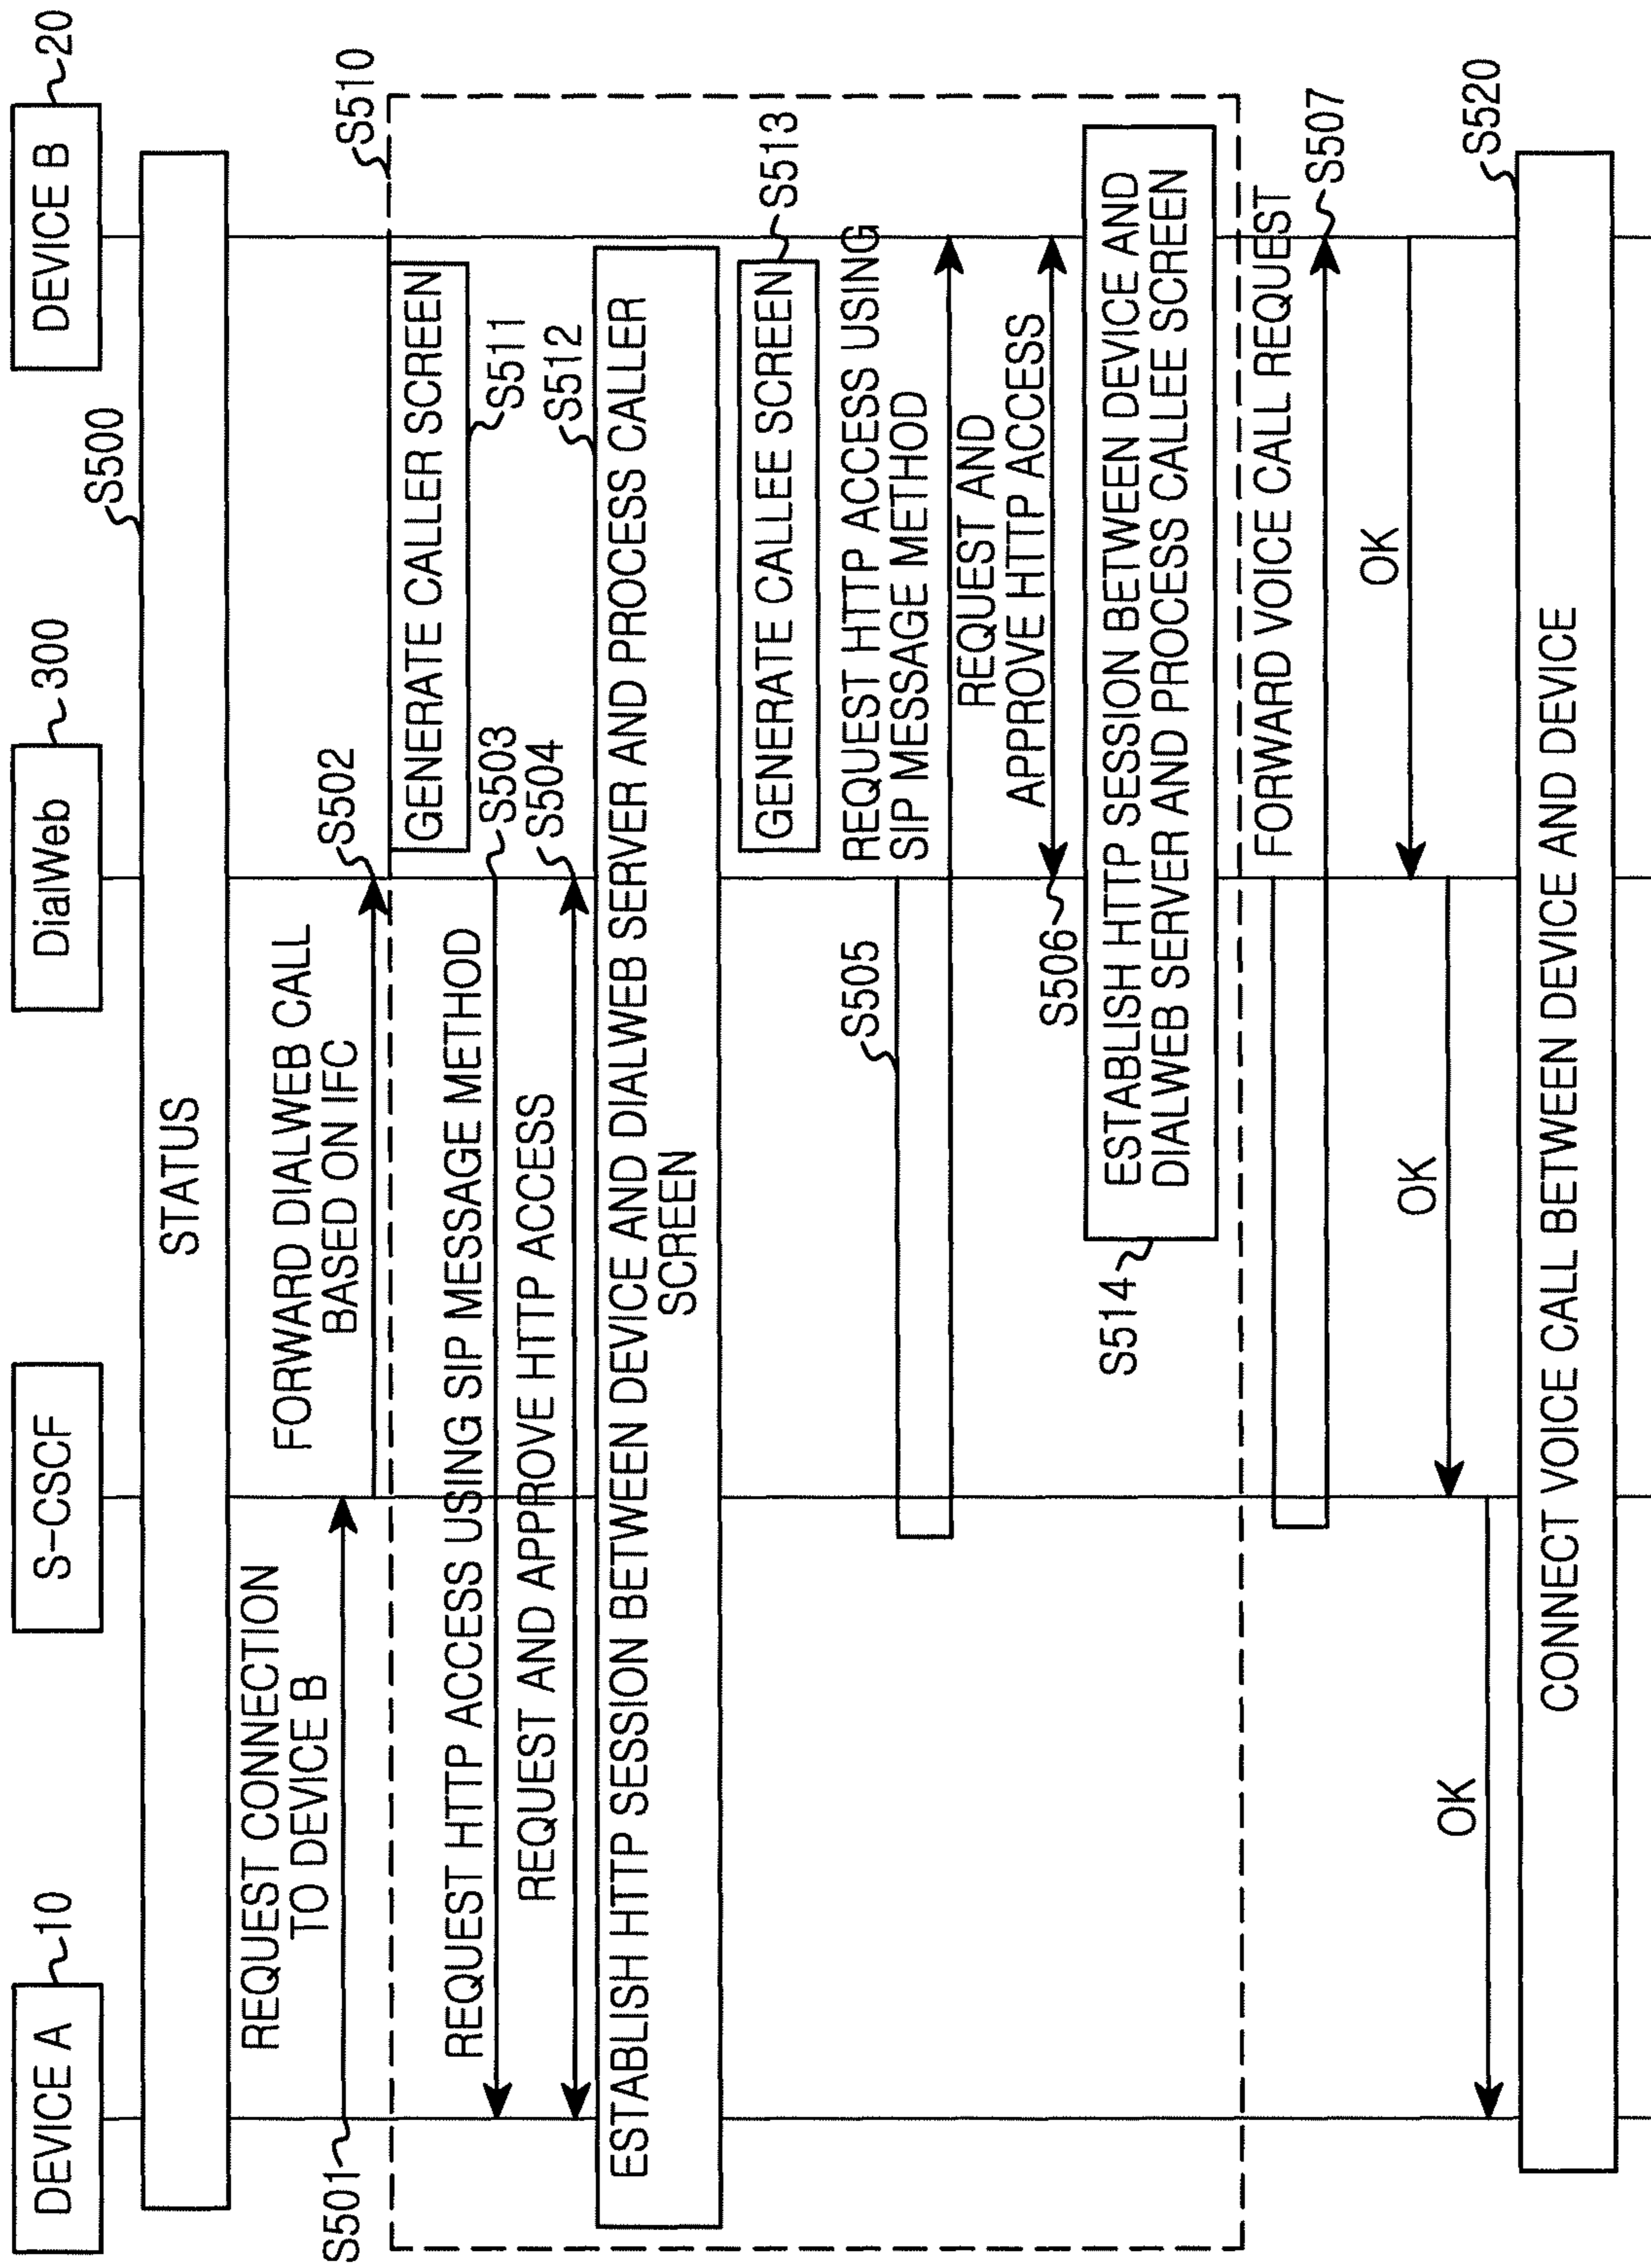 DEVICE A
10
S-CSCF
DialWeb
300
DEVICE B
20
S500
STATUS
REQUEST CONNECTION
TO DEVICE B
S501
FORWARD DIALWEB CALL
BASED ON IFC
S502
S510
GENERATE CALLER SCREEN
S511
REQUEST HTTP ACCESS USING SIP MESSAGE METHOD
S503
REQUEST AND APPROVE HTTP ACCESS
S504
S512
ESTABLISH HTTP SESSION BETWEEN DEVICE AND DIALWEB SERVER AND PROCESS CALLER
SCREEN
GENERATE CALLEE SCREEN
S513
S505
REQUEST HTTP ACCESS USING
SIP MESSAGE METHOD
REQUEST AND
APPROVE HTTP ACCESS
S506
S514
ESTABLISH HTTP SESSION BETWEEN DEVICE AND
DIALWEB SERVER AND PROCESS CALLEE SCREEN
FORWARD VOICE CALL REQUEST
S507
OK
OK
OK
S520
CONNECT VOICE CALL BETWEEN DEVICE AND DEVICE